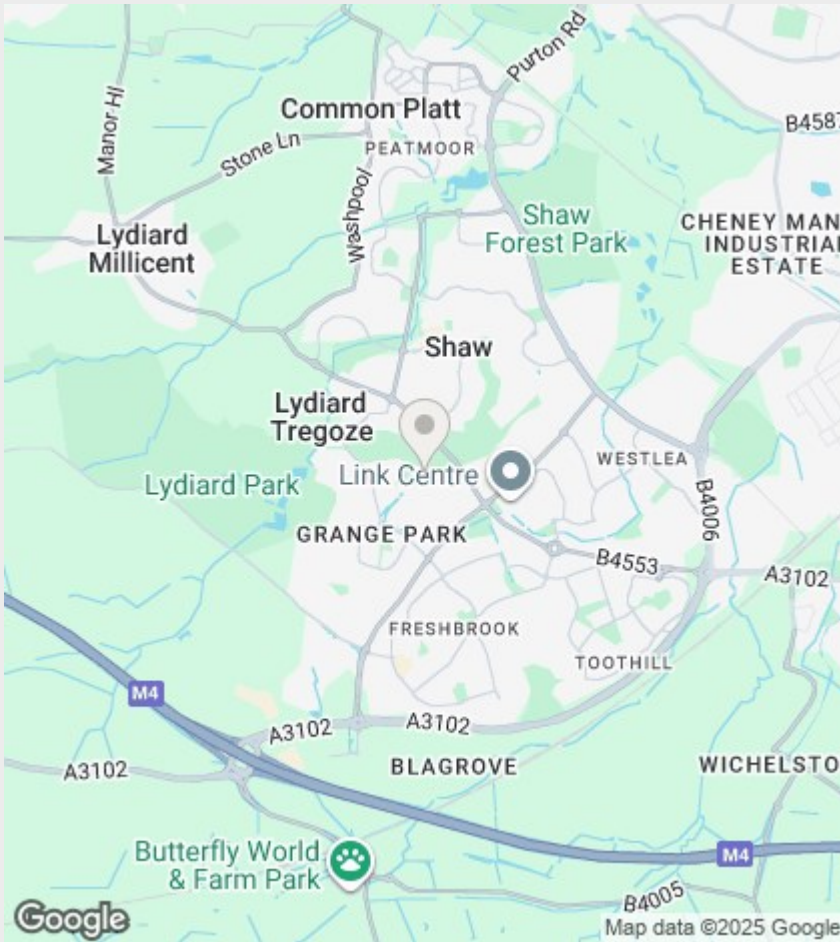 Purton Rd
Common Platt
PEATMOOR
B4587
Manor Hl
Stone Ln
Washpool
Shaw
Forest Park
CHENEY MAN
INDUSTRIA
ESTATE
Lydiard
Millicent
Shaw
Lydiard
Tregoze
WESTLEA
Link Centre
Lydiard Park
B4006
GRANGE PARK
B4553
A3102
FRESHBROOK
TOOTHILL
M4
A3102
A3102
A3102
BLAGROVE
WICHELSTO
Butterfly World
& Farm Park
M4
B4005
Google
Map data ©2025 Google